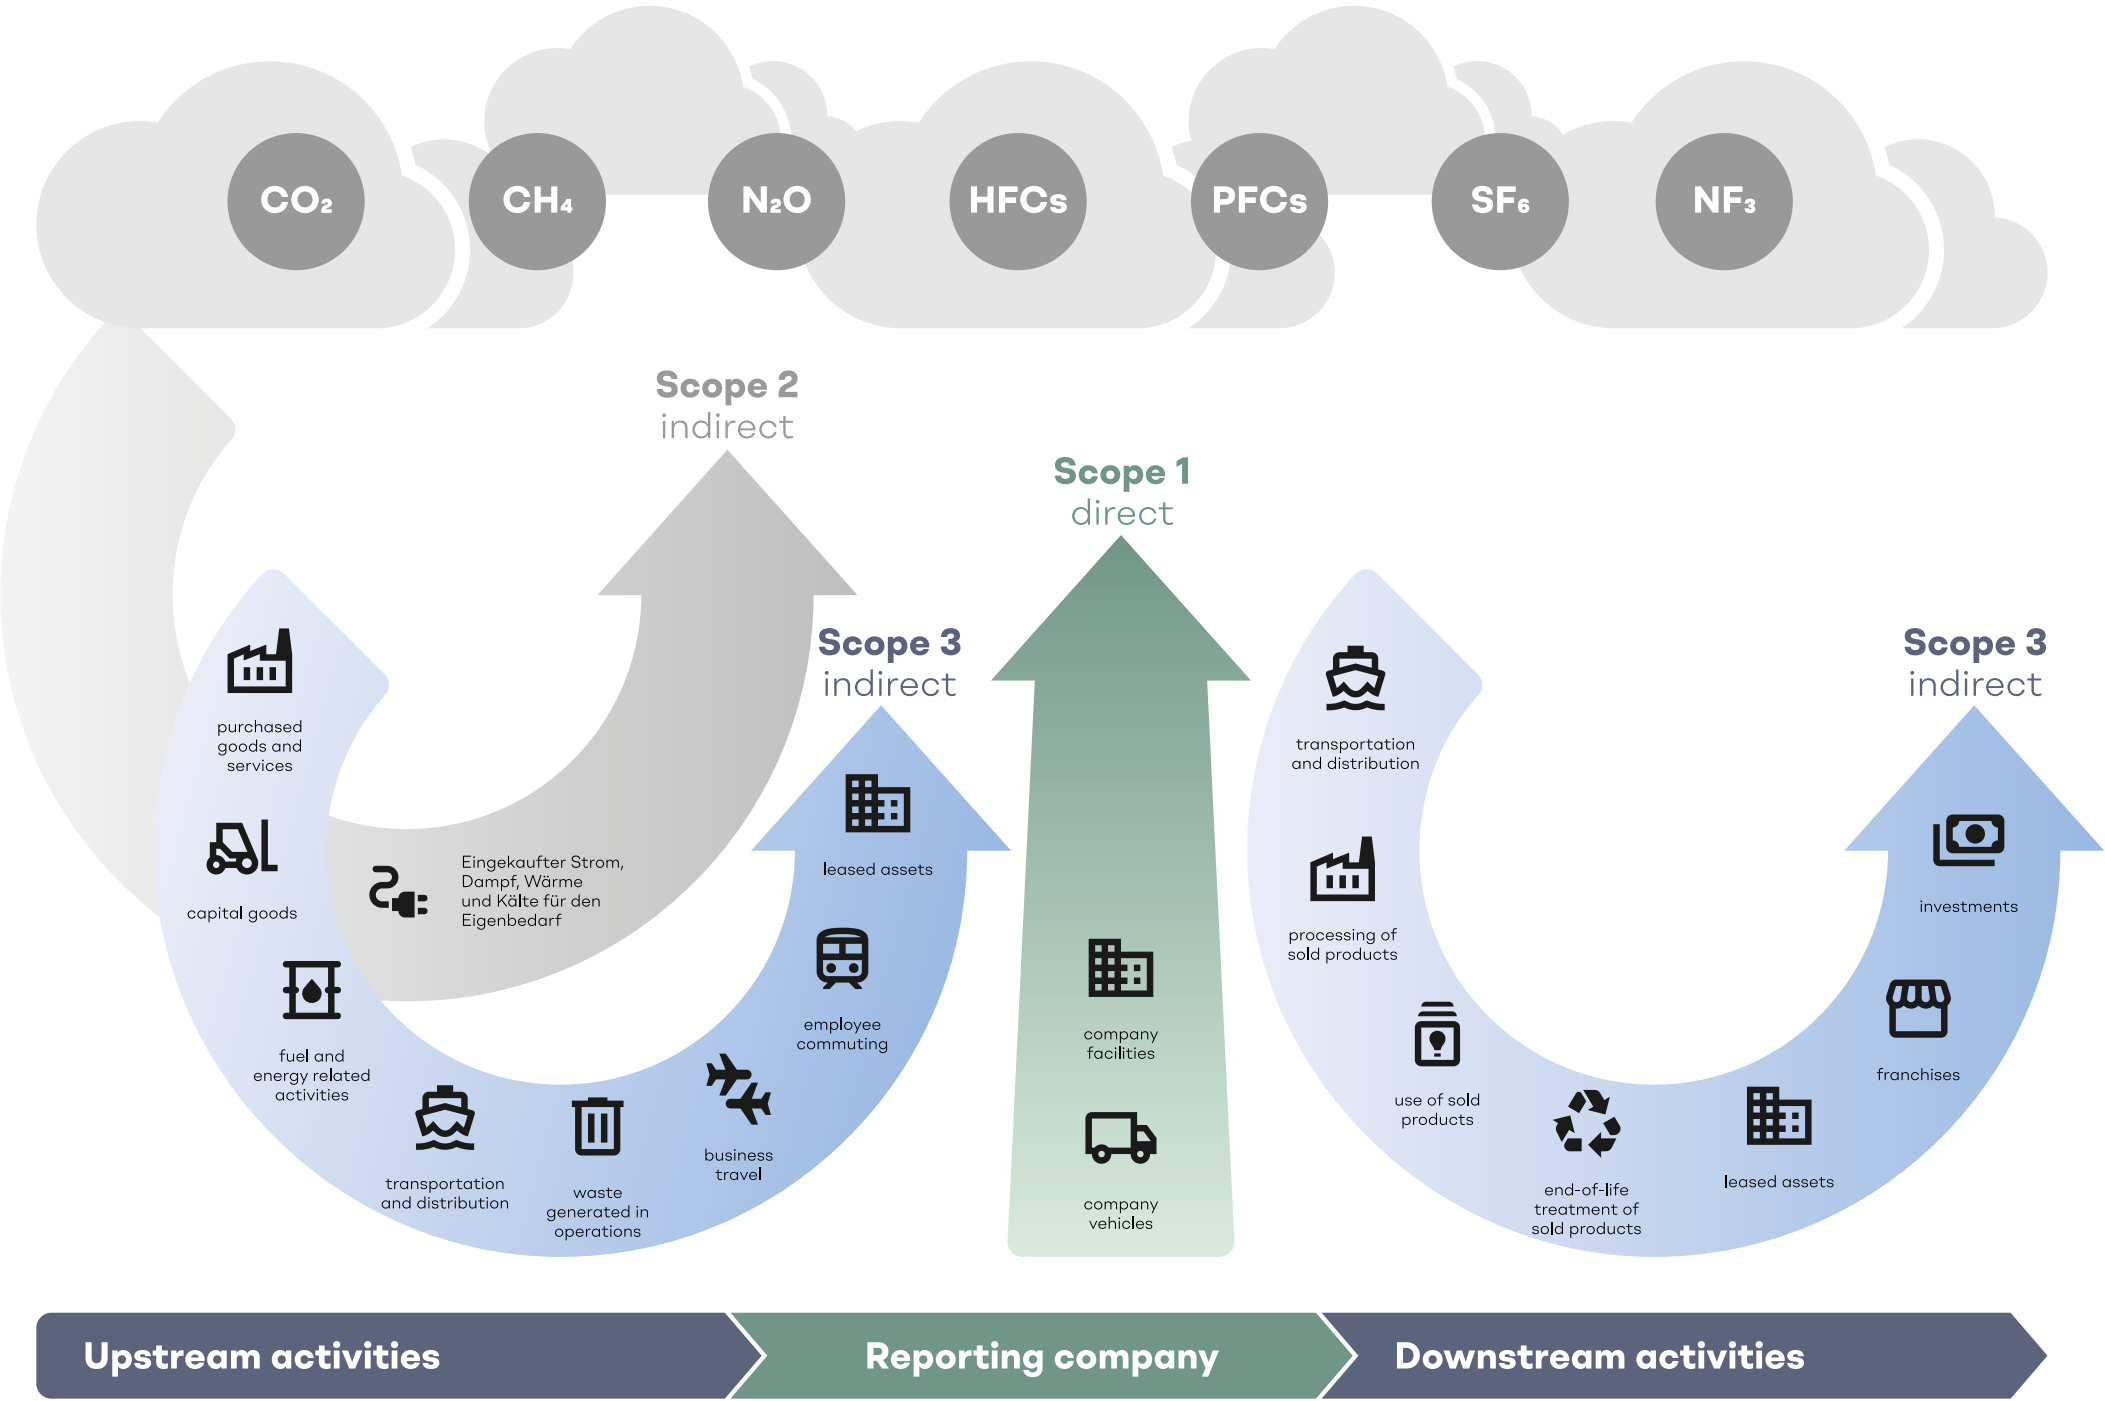 CO₂
CH₄
N₂O
HFCs
PFCs
SF₆
NF₃
Scope 2
indirect
Eingekaufter Strom,
Dampf, Wärme
und Kälte für den
Eigenbedarf
Scope 3
indirect
purchased
goods and
services
capital goods
fuel and
energy related
activities
transportation
and distribution
waste
generated in
operations
business
travel
employee
commuting
leased assets
Scope 1
direct
company
facilities
company
vehicles
Scope 3
indirect
transportation
and distribution
processing of
sold products
use of sold
products
end-of-life
treatment of
sold products
leased assets
franchises
investments
Upstream activities
Reporting company
Downstream activities